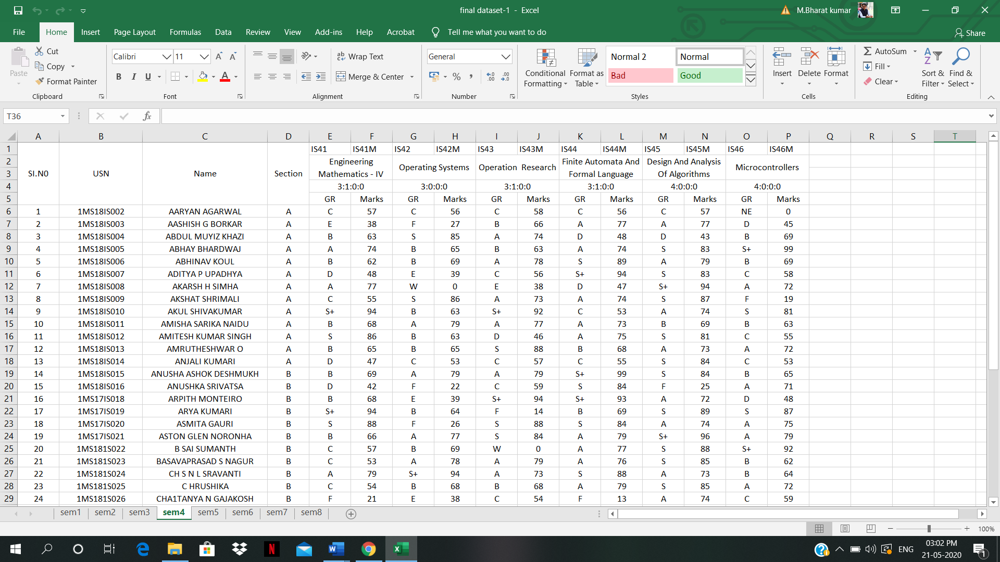 final dataset-1 - Excel
M.Bharat kumar
File Home Insert Page Layout Formulas Data Review View Add-ins Help Acrobat Tell me what you want to do
Share
Paste
Cut
Copy
Format Painter
Clipboard
Calibri 11
B I U
Font
Wrap Text
Merge & Center
Alignment
General
Number
Conditional Formatting
Format as Table
Normal 2 Normal
Bad Good
Styles
Insert Delete Format
Cells
AutoSum
Fill
Clear
Sort & Filter
Find & Select
Editing
T36 fx
A B C D E F G H I J K L M N O P Q R S T
1 IS41 IS41M IS42 IS42M IS43 IS43M IS44 IS44M IS45 IS45M IS46 IS46M
2 Engineering Finite Automata And Design And Analysis
Operating Systems Operation Research Microcontrollers
3 SI.N0 USN Name Section Mathematics - IV Formal Language Of Algorithms
4 3:1:0:0 3:0:0:0 3:1:0:0 3:1:0:0 4:0:0:0 4:0:0:0
5 GR Marks GR Marks GR Marks GR Marks GR Marks GR Marks
6 1 1MS18IS002 AARYAN AGARWAL A C 57 C 56 C 58 C 56 C 57 NE 0
7 2 1MS18IS003 AASHISH G BORKAR A E 38 F 27 B 66 A 77 A 77 D 45
8 3 1MS18IS004 ABDUL MUYIZ KHAZI A B 63 S 85 A 74 D 48 D 43 B 69
9 4 1MS18IS005 ABHAY BHARDWAJ A A 74 B 65 B 63 A 74 S 83 S+ 99
10 5 1MS18IS006 ABHINAV KOUL A B 62 B 69 A 78 S 89 A 79 B 69
11 6 1MS18IS007 ADITYA P UPADHYA A D 48 E 39 C 56 S+ 94 S 83 C 58
12 7 1MS18IS008 AKARSH H SIMHA A A 77 W 0 E 38 D 47 S+ 94 A 72
13 8 1MS18IS009 AKSHAT SHRIMALI A C 55 S 86 A 73 A 74 S 87 F 19
14 9 1MS18IS010 AKUL SHIVAKUMAR A S+ 94 B 63 S+ 92 C 53 A 74 S 81
15 10 1MS18IS011 AMISHA SARIKA NAIDU A B 68 A 79 A 77 A 73 B 69 B 63
16 11 1MS18IS012 AMITESH KUMAR SINGH A S 86 B 63 D 46 A 75 S 81 C 55
17 12 1MS18IS013 AMRUTHESHWAR O A B 65 B 65 S 88 B 68 A 73 A 72
18 13 1MS18IS014 ANJALI KUMARI A D 47 C 53 C 57 C 55 S 84 C 53
19 14 1MS18IS015 ANUSHA ASHOK DESHMUKH B B 69 A 79 A 79 S+ 99 S 84 B 65
20 15 1MS18IS016 ANUSHKA SRIVATSA B D 42 F 22 C 59 S 84 F 25 A 71
21 16 1MS17IS018 ARPITH MONTEIRO B B 68 E 39 S+ 94 S+ 93 A 72 D 48
22 17 1MS17IS019 ARYA KUMARI B S+ 94 B 64 F 14 B 69 S 89 S 87
23 18 1MS17IS020 ASMITA GAURI B S 88 F 26 S 88 S 84 A 74 A 75
24 19 1MS17IS021 ASTON GLEN NORONHA B B 66 A 77 S 84 A 79 S+ 96 A 79
25 20 1MS181S022 B SAI SUMANTH B C 57 B 69 W 0 A 77 S 88 S+ 92
26 21 1MS181S023 BASAVAPRASAD S NAGUR B C 53 A 78 A 79 A 76 S 85 B 62
27 22 1MS181S024 CH S N L SRAVANTI B A 79 S+ 94 A 73 S 88 A 73 B 64
28 23 1MS181S025 C HRUSHIKA B C 54 B 68 B 68 A 79 S 85 A 72
29 24 1MS181S026 CHA1TANYA N GAJAKOSH B F 21 E 38 C 54 F 13 A 74 C 59
sem1 sem2 sem3 sem4 sem5 sem6 sem7 sem8
100%
ENG
03:02 PM
21-05-2020
1